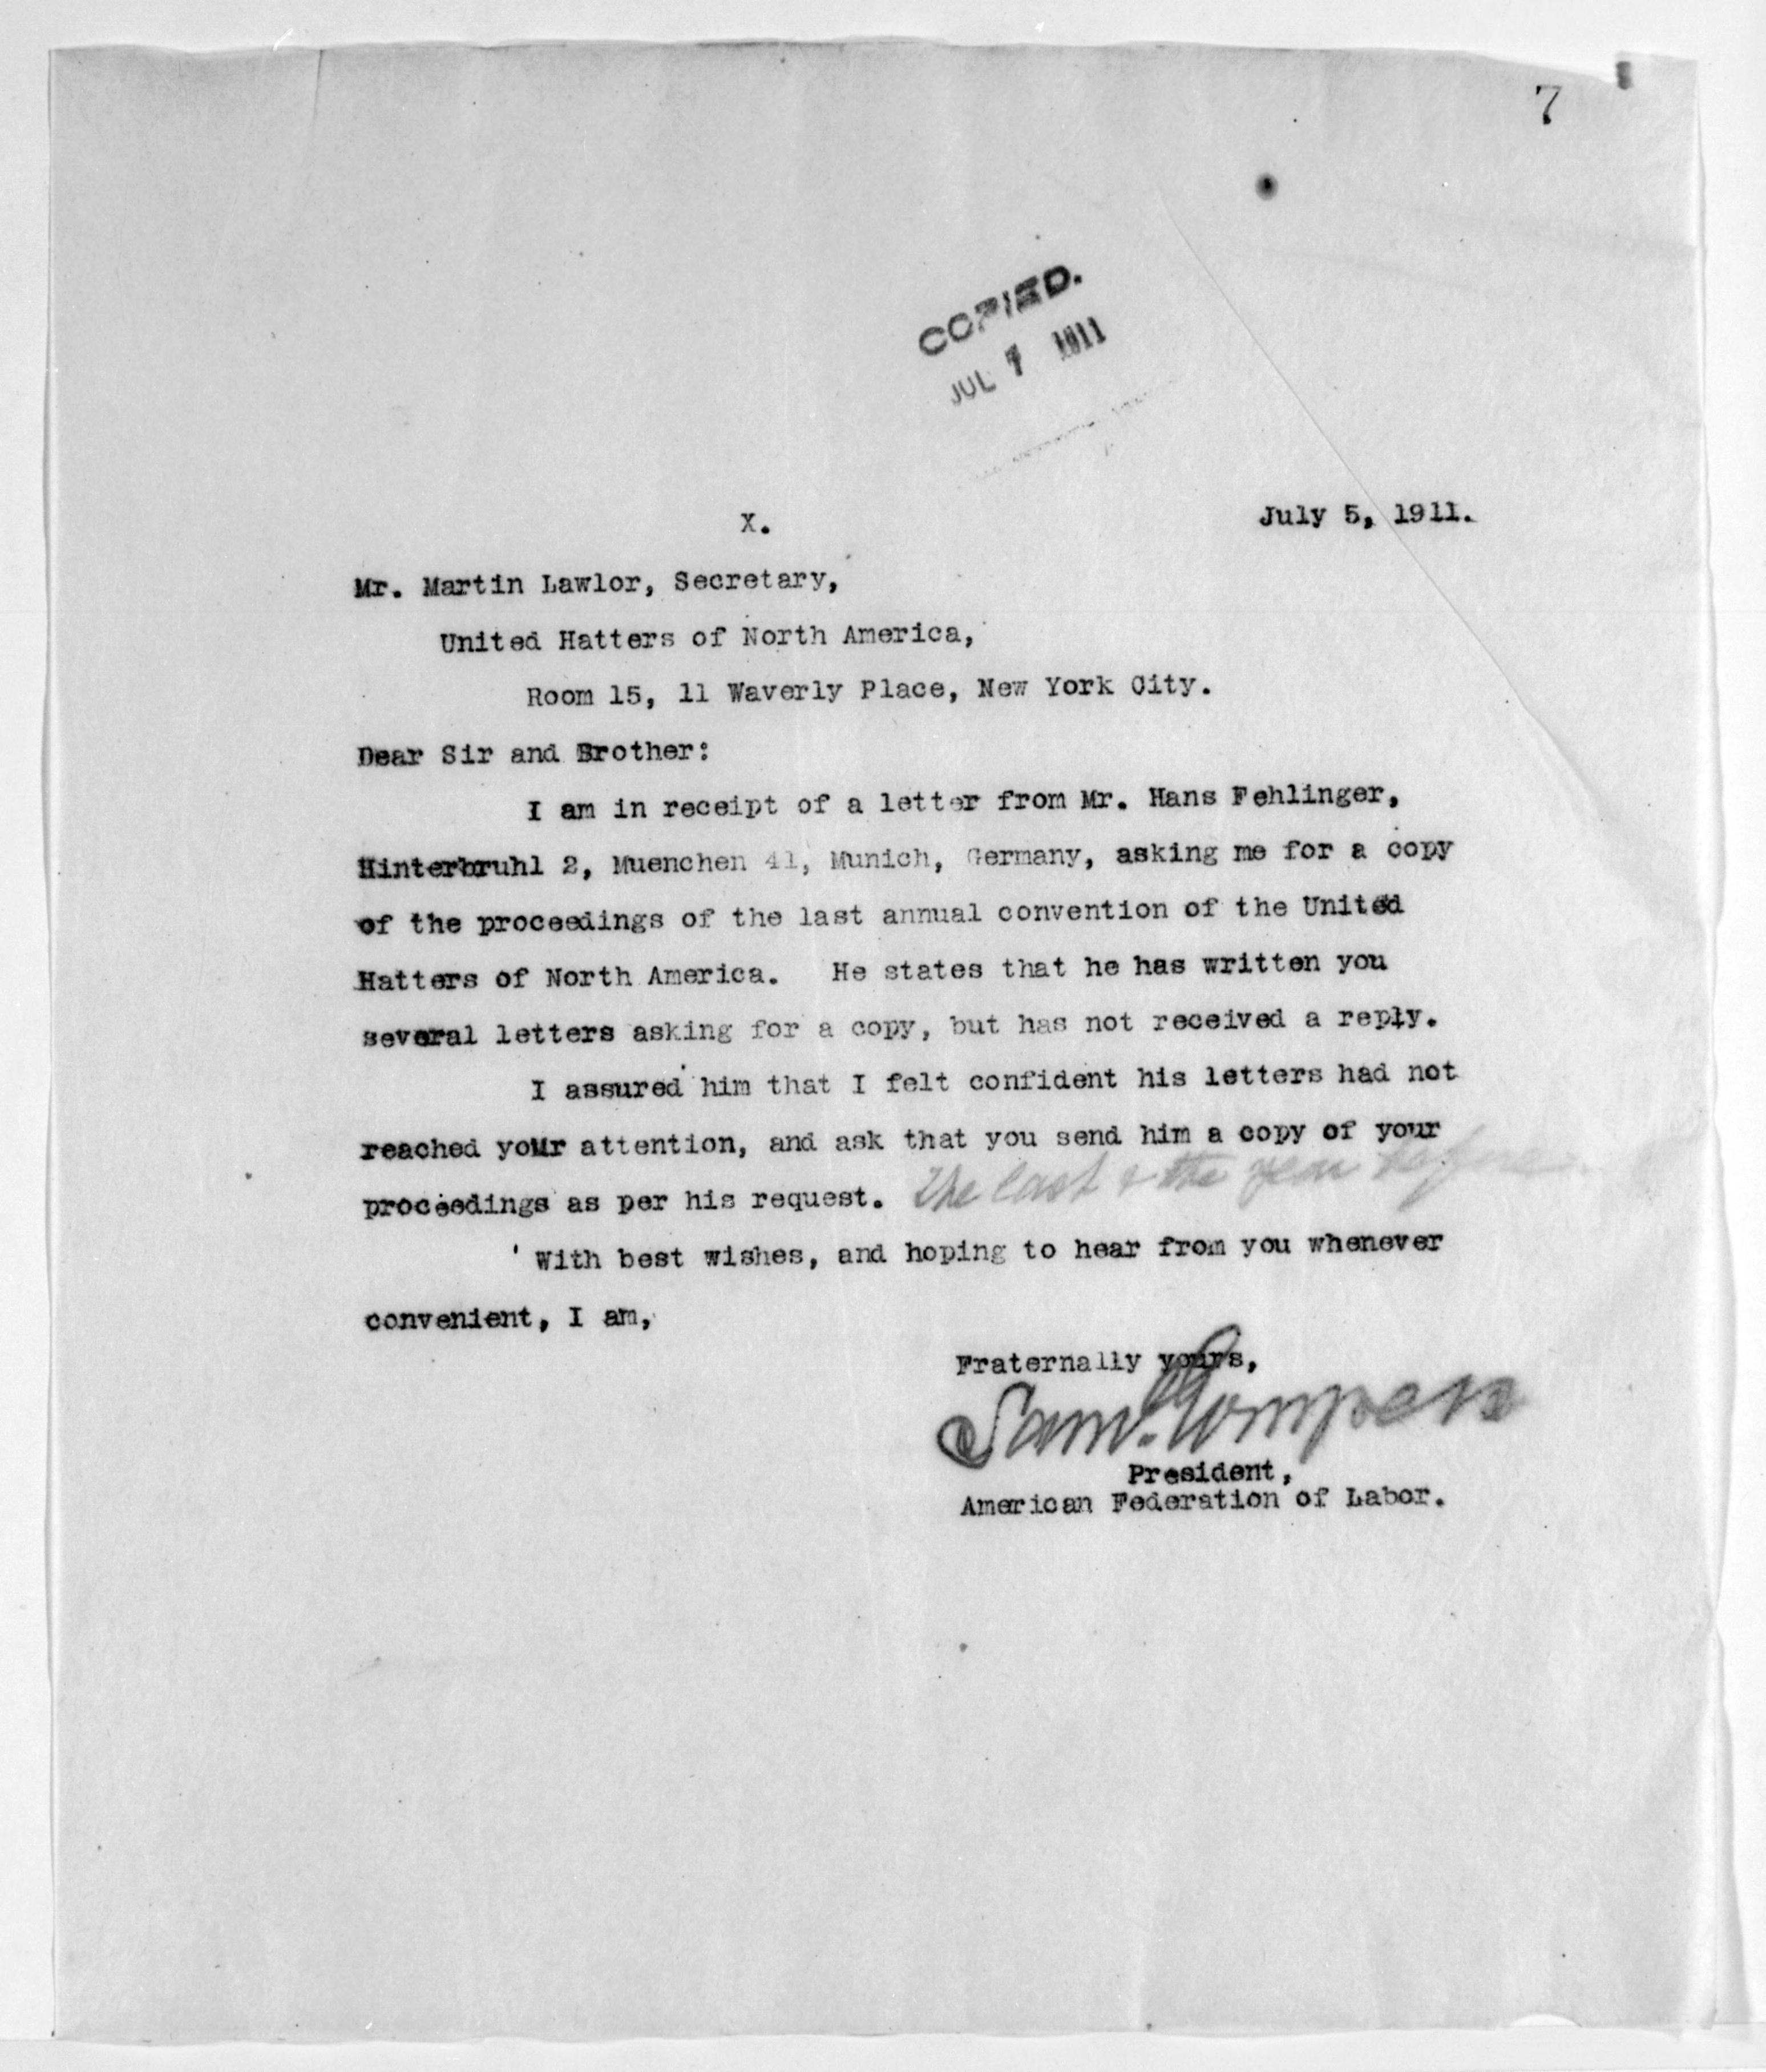 7
COPIED.
JUL 7 1911
X. July 5, 1911.
Mr. Martin Lawlor, Secretary,
United Hatters of North America,
Room 15, 11 Waverly Place, New York City.
Dear Sir and Brother:
I am in receipt of a letter from Mr. Hans Fehlinger,
Hinterbruhl 2, Muenchen 41, Munich, Germany, asking me for a copy
of the proceedings of the last annual convention of the United
Hatters of North America. He states that he has written you
several letters asking for a copy, but has not received a reply.
I assured him that I felt confident his letters had not
reached your attention, and ask that you send him a copy of your
proceedings as per his request. The last & the year before.
With best wishes, and hoping to hear from you whenever
convenient, I am,
Fraternally yours,
Saml. Gompers
President,
American Federation of Labor.